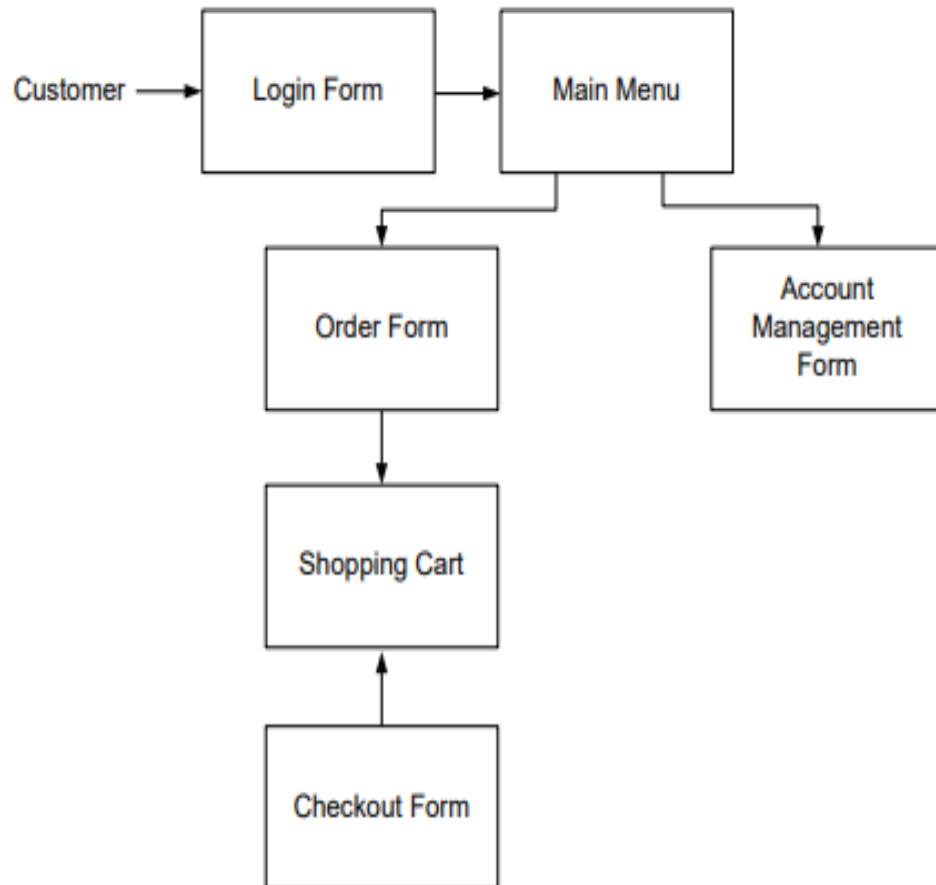 Customer
Login Form
Main Menu
Order Form
Account
Management
Form
Shopping Cart
Checkout Form